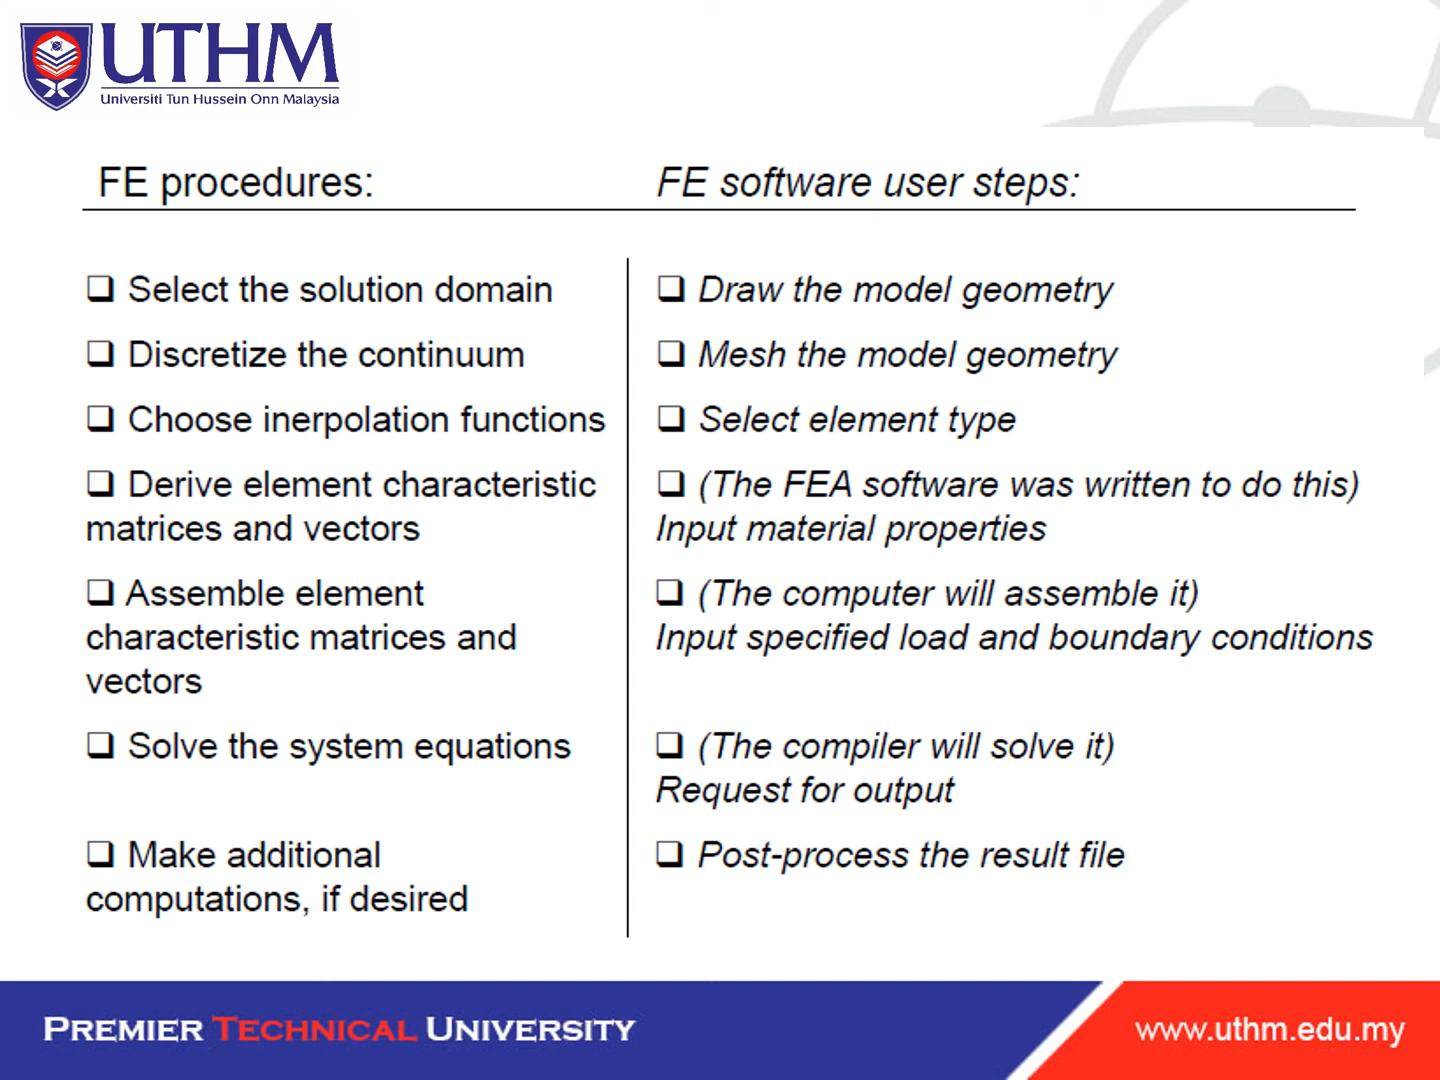 UTHM
Universiti Tun Hussein Onn Malaysia
FE procedures:
FE software user steps:
❑ Select the solution domain
❑ Discretize the continuum
❑ Choose inerpolation functions
❑ Derive element characteristic
matrices and vectors
❑ Assemble element
characteristic matrices and
vectors
❑ Solve the system equations
❑ Make additional
computations, if desired
❑ Draw the model geometry
❑ Mesh the model geometry
❑ Select element type
❑ (The FEA software was written to do this)
Input material properties
❑ (The computer will assemble it)
Input specified load and boundary conditions
❑ (The compiler will solve it)
Request for output
❑ Post-process the result file
PREMIER TECHNICAL UNIVERSITY
www.uthm.edu.my